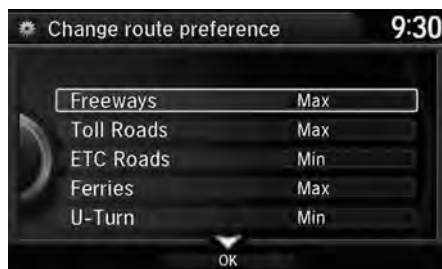 Change route preference 9:30
Freeways Max
Toll Roads Max
ETC Roads Min
Ferries Max
U-Turn Min
OK